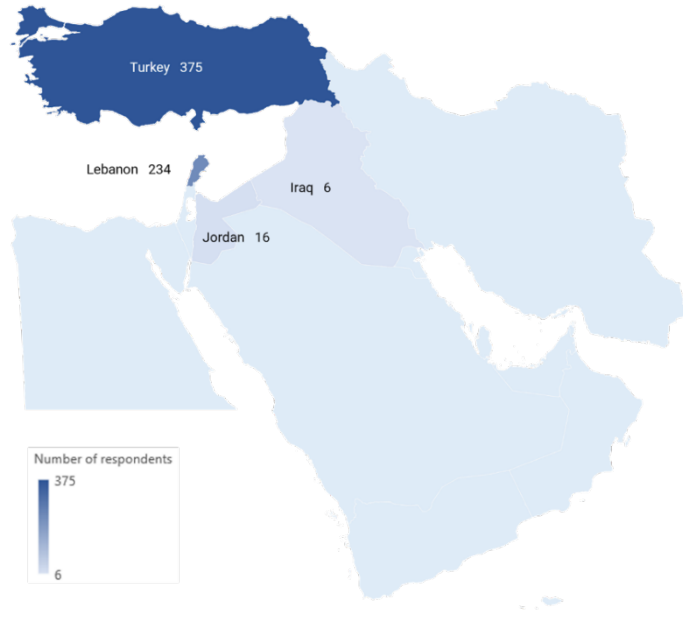 Turkey 375
Lebanon 234
Iraq 6
Jordan 16
Number of respondents
375
6